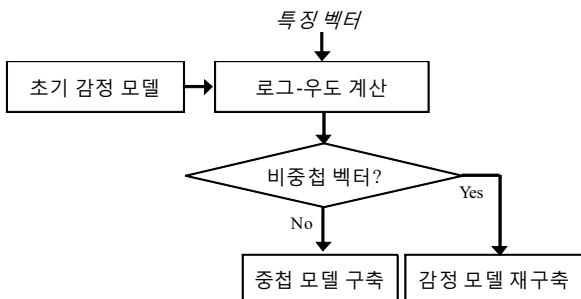 특징 벡터
초기 감정 모델
로그-우도 계산
비중첩 벡터?
Yes
No
중첩 모델 구축
감정 모델 재구축